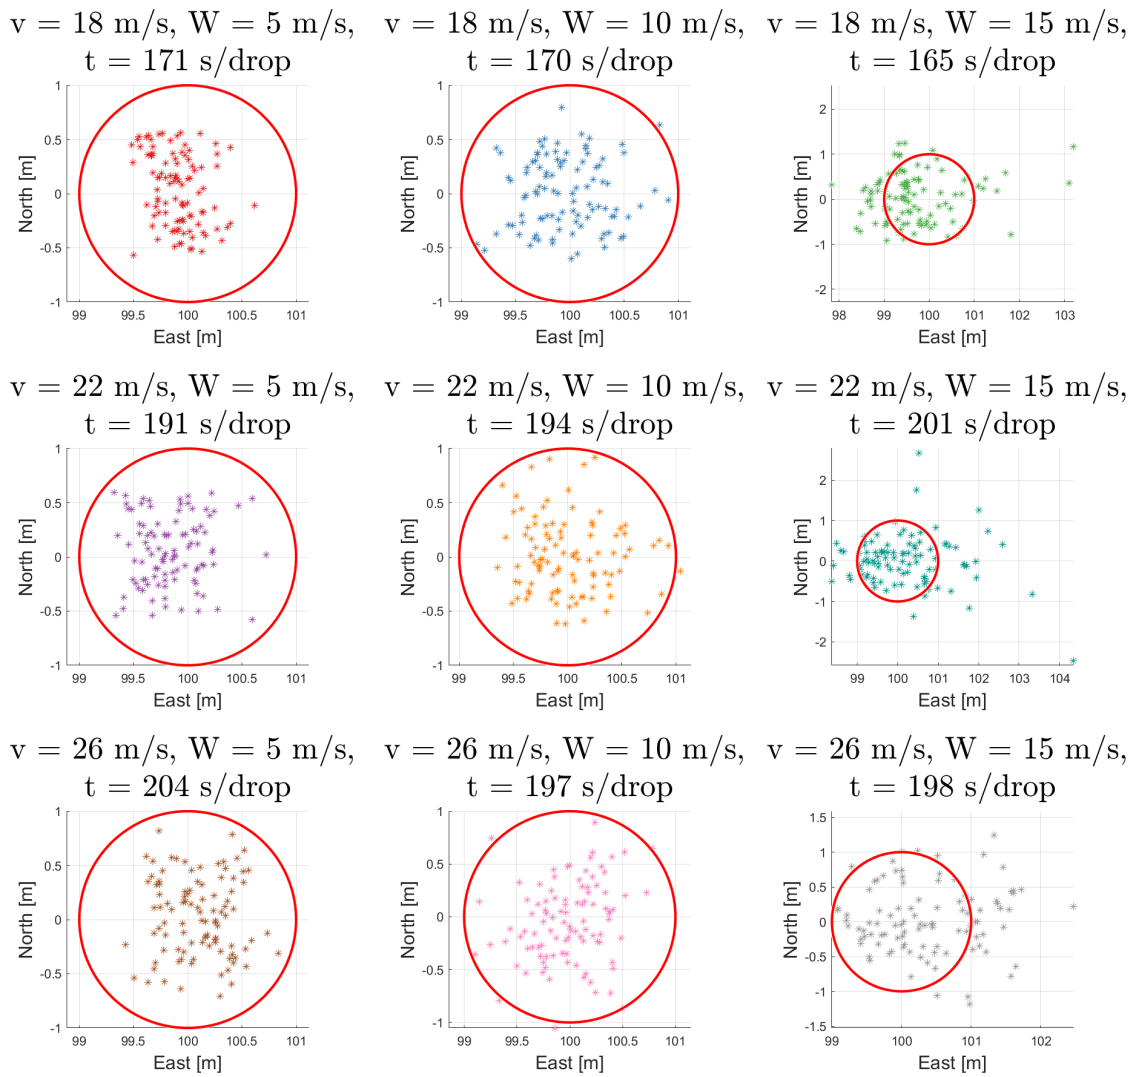 v = 18 m/s, W = 5 m/s,
t = 171 s/drop
1
0.5
0
-0.5
-1
North [m]
99
99.5
100
100.5
101
East [m]
v = 18 m/s, W = 10 m/s,
t = 170 s/drop
1
0.5
0
-0.5
-1
North [m]
99
99.5
100
100.5
101
East [m]
v = 18 m/s, W = 15 m/s,
t = 165 s/drop
2
1
0
-1
-2
North [m]
98
99
100
101
102
103
East [m]
v = 22 m/s, W = 5 m/s,
t = 191 s/drop
1
0.5
0
-0.5
-1
North [m]
99
99.5
100
100.5
101
East [m]
v = 22 m/s, W = 10 m/s,
t = 194 s/drop
1
0.5
0
-0.5
-1
North [m]
99
99.5
100
100.5
101
East [m]
v = 22 m/s, W = 15 m/s,
t = 201 s/drop
2
1
0
-1
-2
North [m]
99
100
101
102
103
104
East [m]
v = 26 m/s, W = 5 m/s,
t = 204 s/drop
1
0.5
0
-0.5
-1
North [m]
99
99.5
100
100.5
101
East [m]
v = 26 m/s, W = 10 m/s,
t = 197 s/drop
1
0.5
0
-0.5
-1
North [m]
99
99.5
100
100.5
101
East [m]
v = 26 m/s, W = 15 m/s,
t = 198 s/drop
1.5
1
0.5
0
-0.5
-1
-1.5
North [m]
99
100
101
102
East [m]